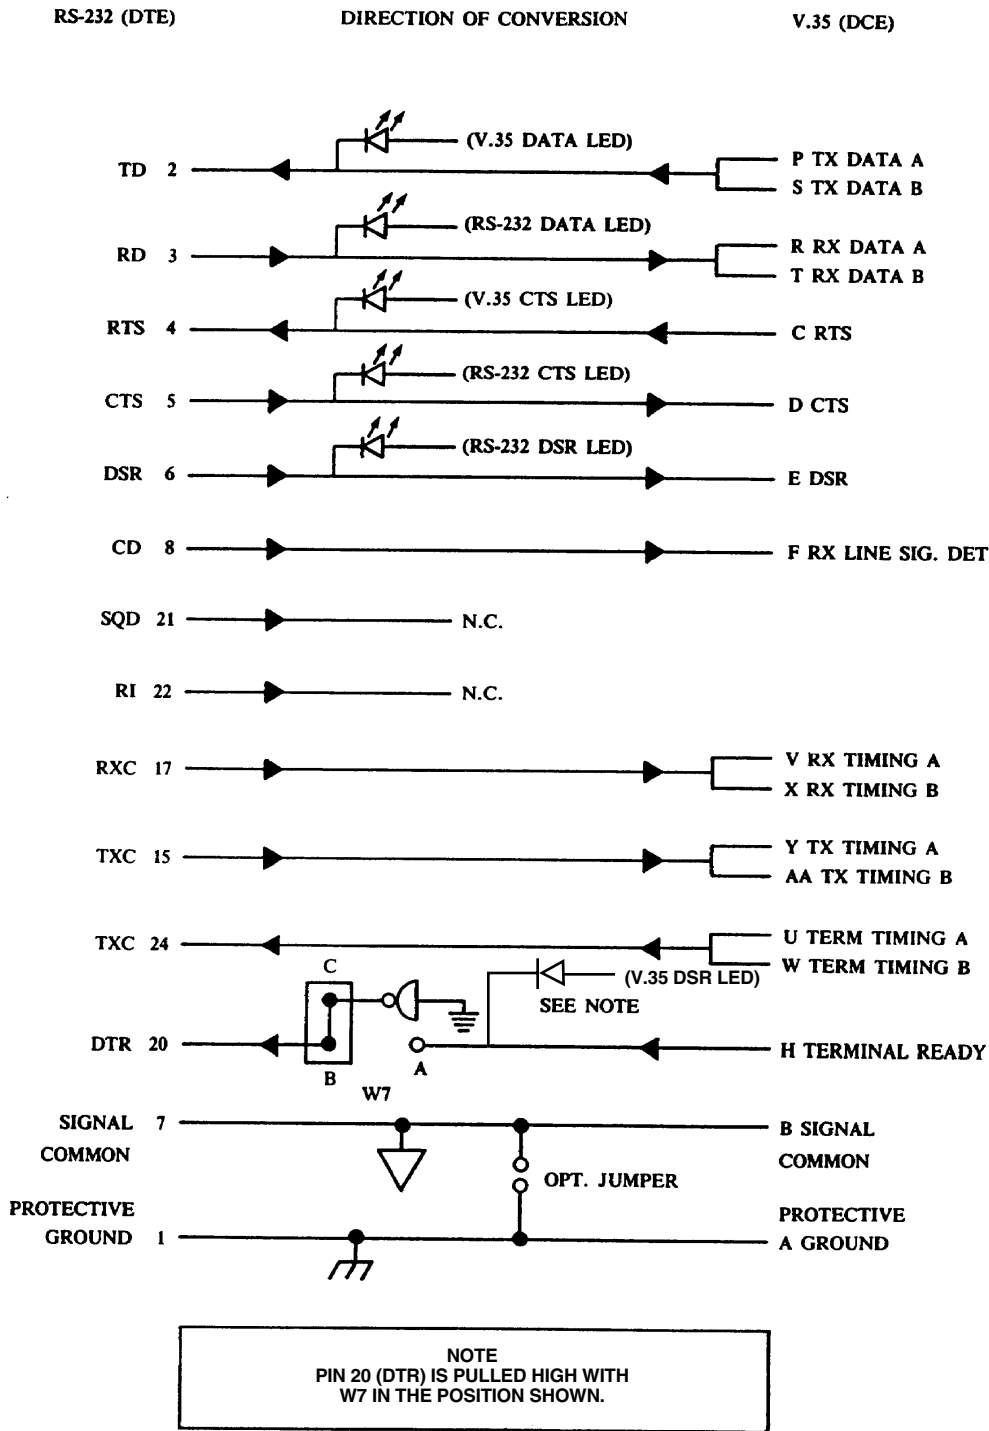 RS-232 (DTE) DIRECTION OF CONVERSION V.35 (DCE)
(V.35 DATA LED)
TD 2 P TX DATA A
S TX DATA B
(RS-232 DATA LED)
RD 3 R RX DATA A
T RX DATA B
(V.35 CTS LED)
RTS 4 C RTS
(RS-232 CTS LED)
CTS 5 D CTS
(RS-232 DSR LED)
DSR 6 E DSR
CD 8 F RX LINE SIG. DET
SQD 21 N.C.
RI 22 N.C.
RXC 17 V RX TIMING A
X RX TIMING B
TXC 15 Y TX TIMING A
AA TX TIMING B
TXC 24 U TERM TIMING A
W TERM TIMING B
C (V.35 DSR LED)
SEE NOTE
DTR 20 H TERMINAL READY
B A
W7
SIGNAL 7 B SIGNAL
COMMON COMMON
OPT. JUMPER
PROTECTIVE PROTECTIVE
GROUND 1 A GROUND
NOTE
PIN 20 (DTR) IS PULLED HIGH WITH
W7 IN THE POSITION SHOWN.